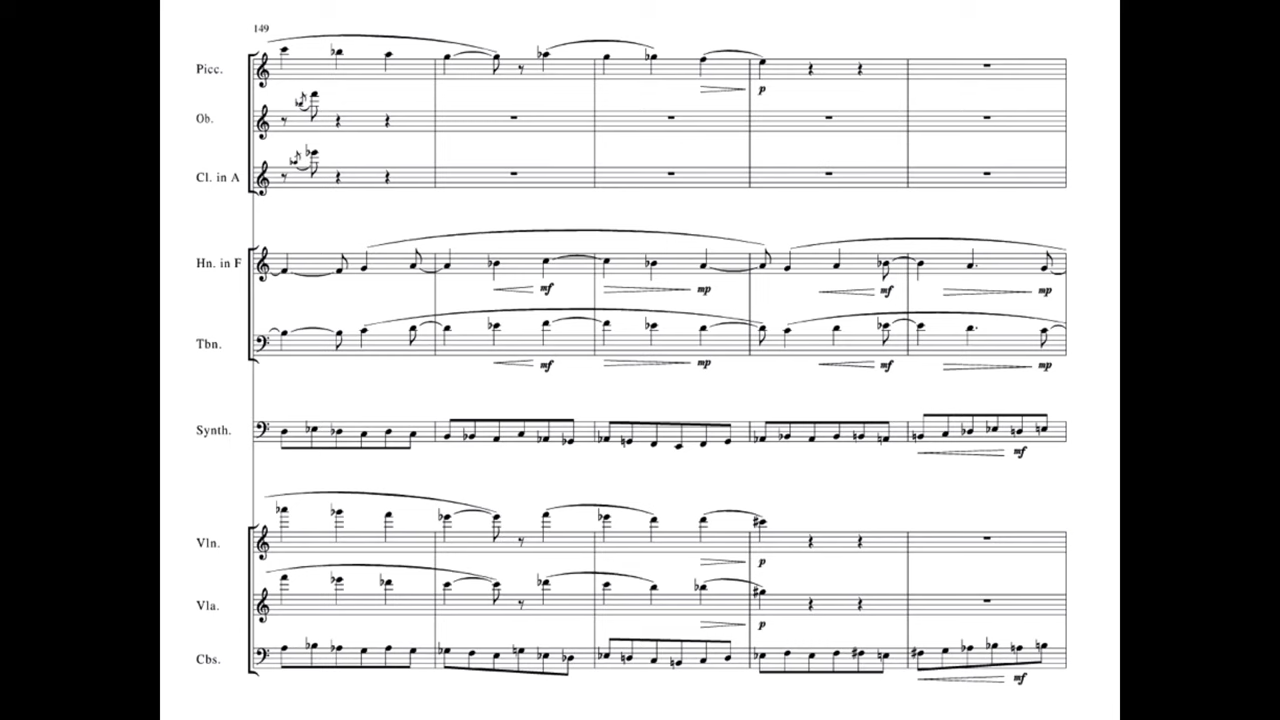 149
Picc.
p
Ob.
Cl. in A
Hn. in F
mf mp mf mp
Tbn.
mf mp mf mp
Synth.
mf
Vln.
p
Vla.
p
Cbs.
mf